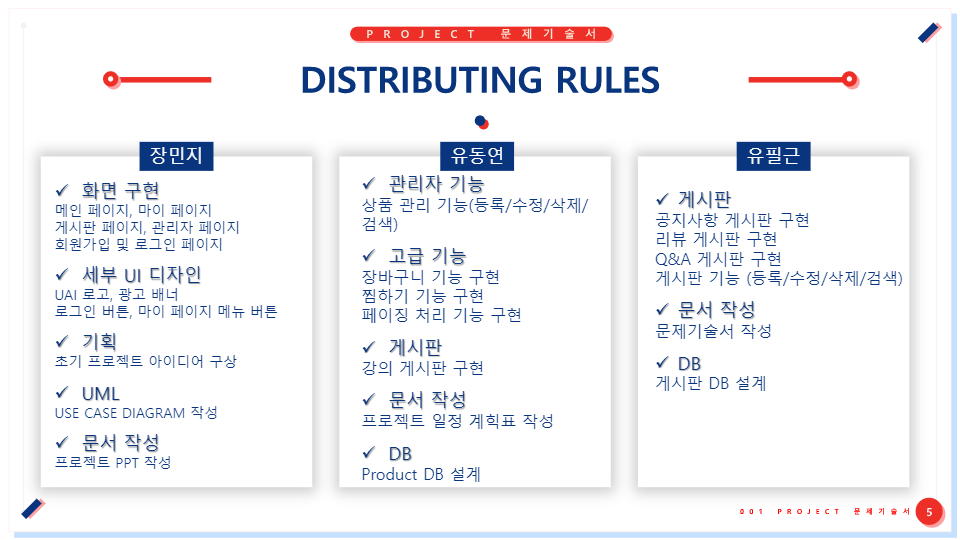 PROJECT 문제기술서
DISTRIBUTING RULES
장민지
✓ 화면 구현
메인 페이지, 마이 페이지
게시판 페이지, 관리자 페이지
회원가입 및 로그인 페이지
✓ 세부 UI 디자인
UAI 로고, 광고 배너
로그인 버튼, 마이 페이지 메뉴 버튼
✓ 기획
초기 프로젝트 아이디어 구상
✓ UML
USE CASE DIAGRAM 작성
✓ 문서 작성
프로젝트 PPT 작성
유동연
✓ 관리자 기능
상품 관리 기능(등록/수정/삭제/
검색)
✓ 고급 기능
장바구니 기능 구현
찜하기 기능 구현
페이징 처리 기능 구현
✓ 게시판
강의 게시판 구현
✓ 문서 작성
프로젝트 일정 계획표 작성
✓ DB
Product DB 설계
유필근
✓ 게시판
공지사항 게시판 구현
리뷰 게시판 구현
Q&A 게시판 구현
게시판 기능 (등록/수정/삭제/검색)
✓ 문서 작성
문제기술서 작성
✓ DB
게시판 DB 설계
001 PROJECT 문제기술서
5